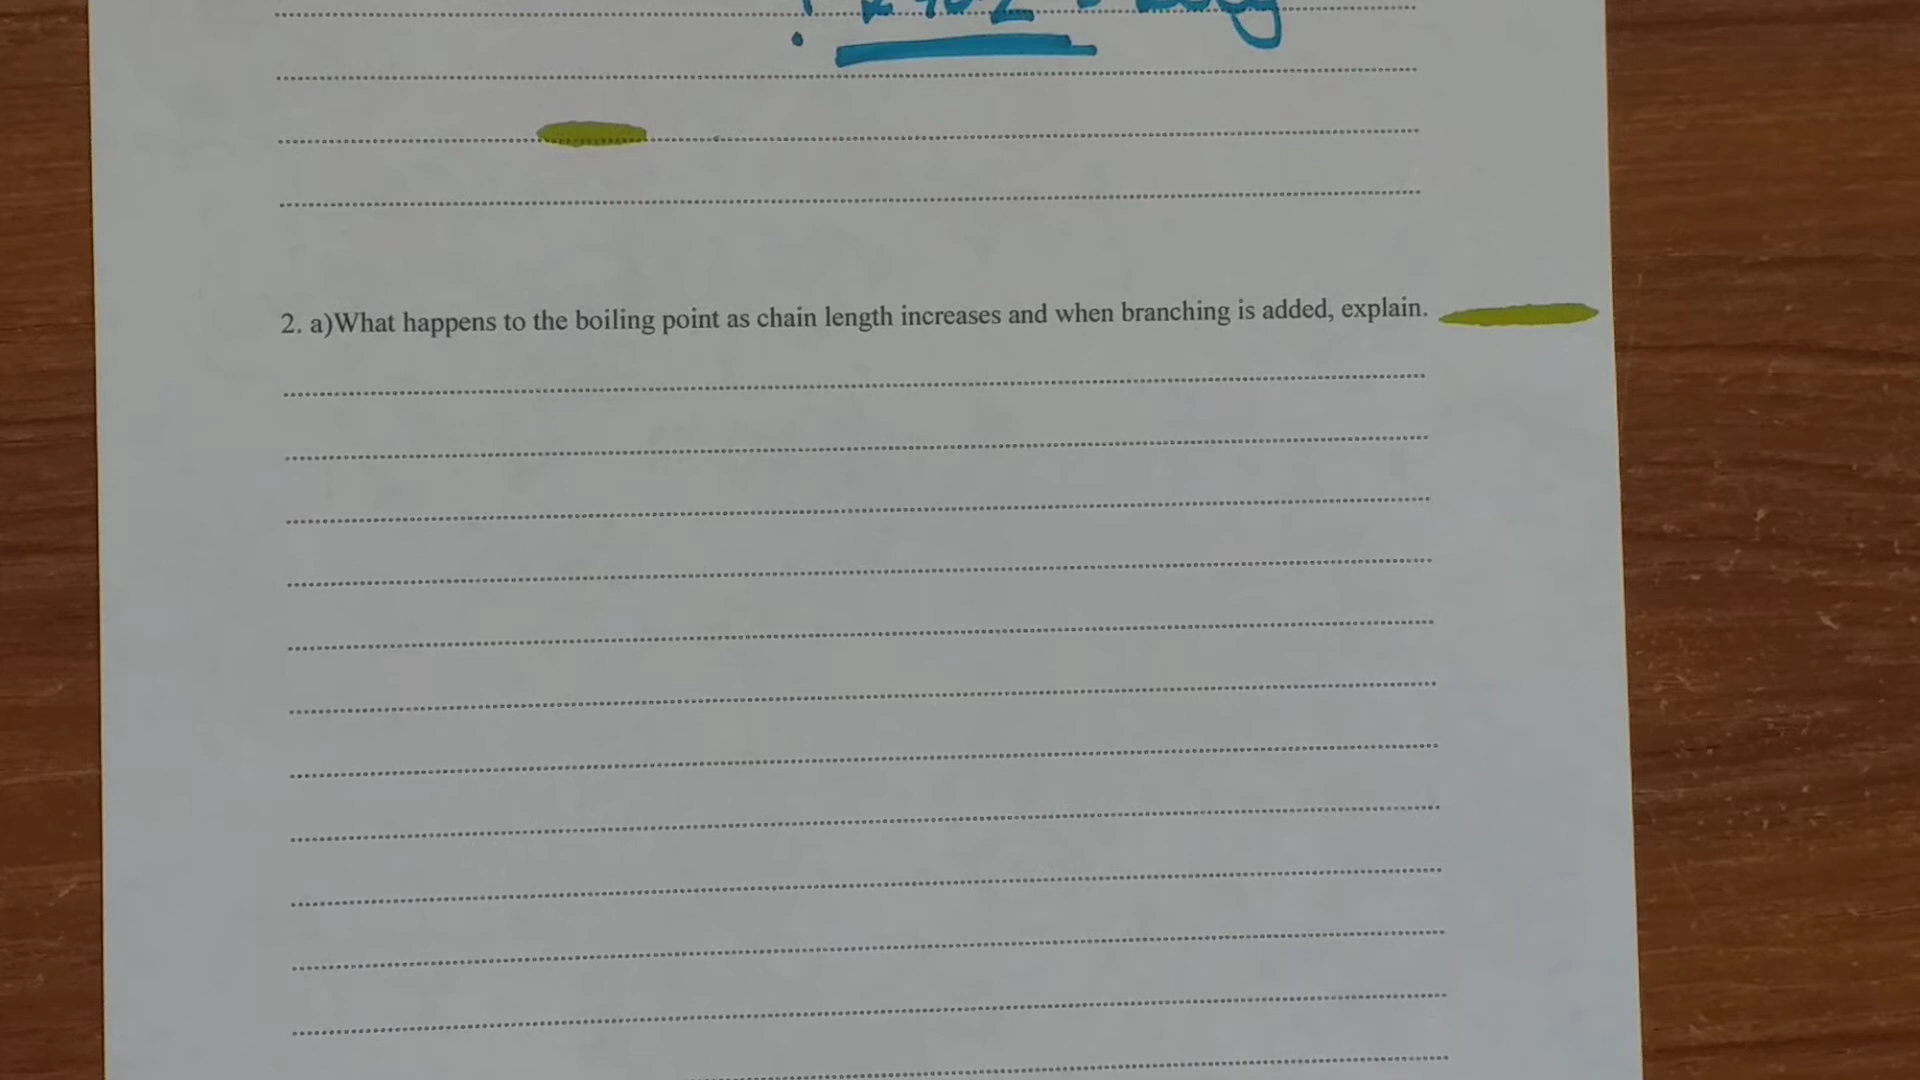 2. a)What happens to the boiling point as chain length increases and when branching is added, explain.